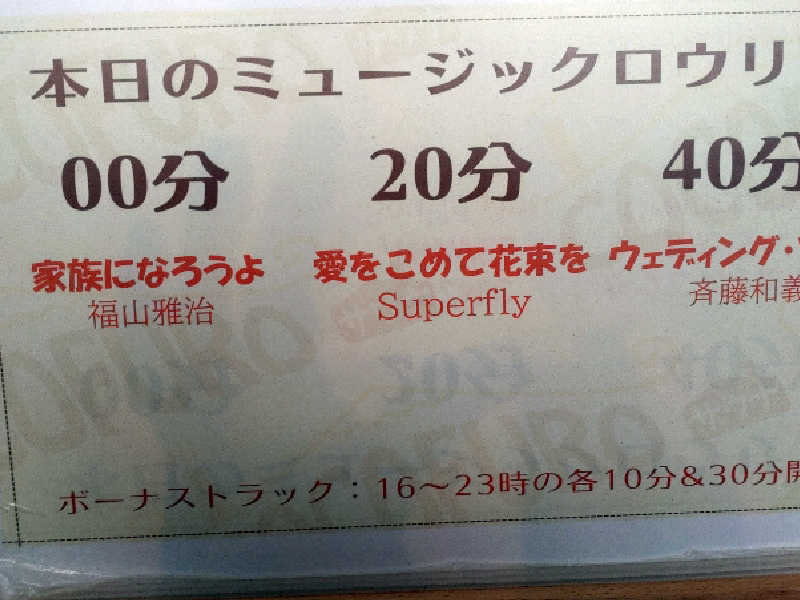 本日のミュージックロウリ
00分 20分 40分
家族になろうよ 愛をこめて花束を ウェディング・
福山雅治 Superfly 斉藤和義
ボーナストラック：16～23時の各10分&30分開